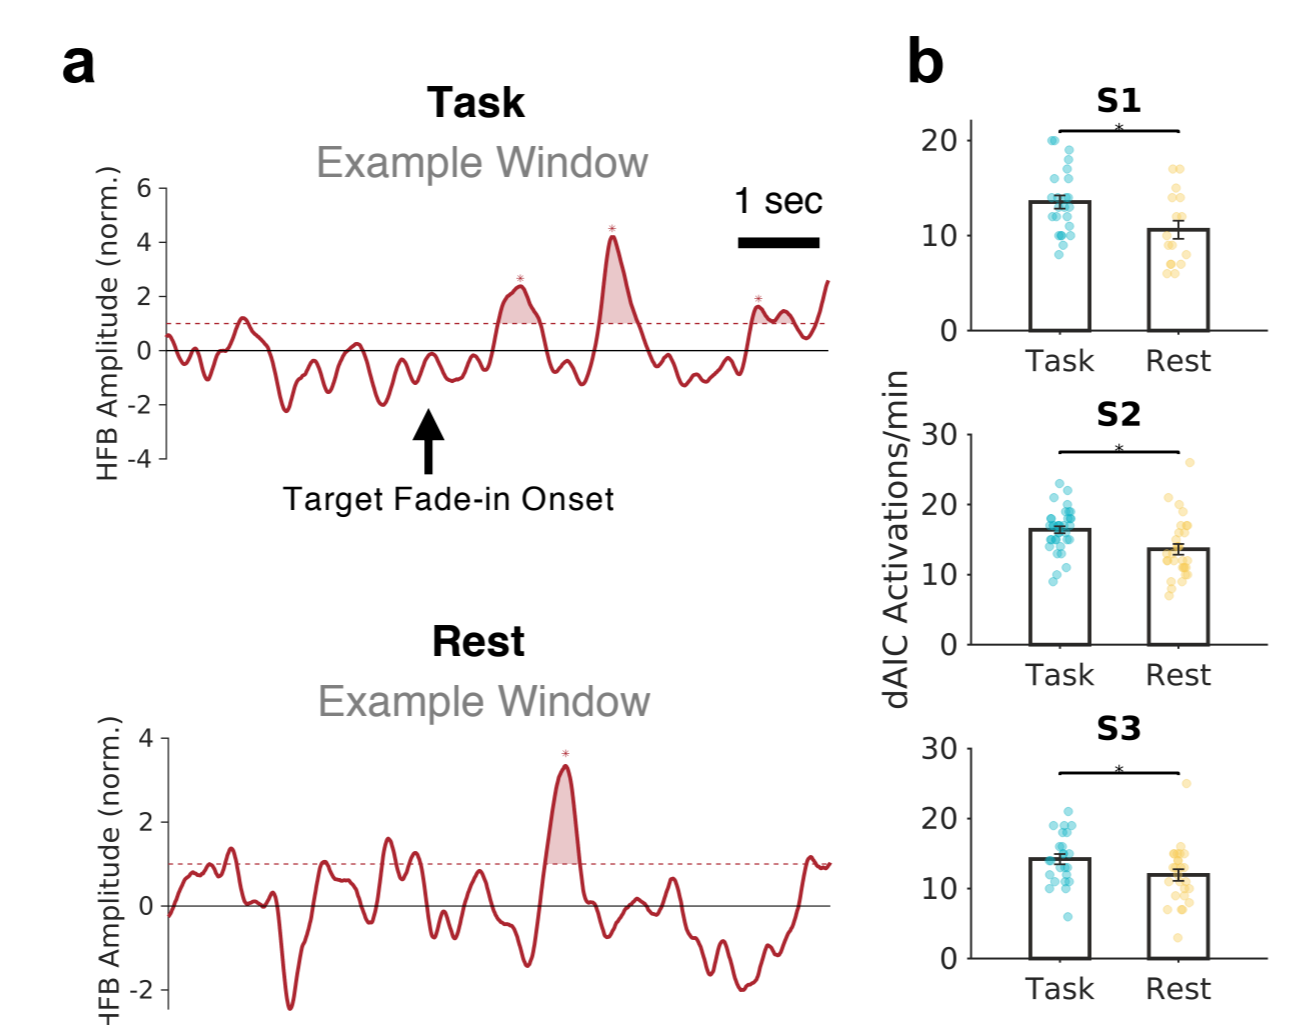 a
Task
Example Window
HFB Amplitude (norm.)
6
4
2
0
-2
-4
1 sec
*
*
*
Target Fade-in Onset
Rest
Example Window
HFB Amplitude (norm.)
4
2
0
-2
*
b
dAIC Activations/min
S1
*
20
10
0
Task Rest
S2
*
30
20
10
0
Task Rest
S3
*
30
20
10
0
Task Rest